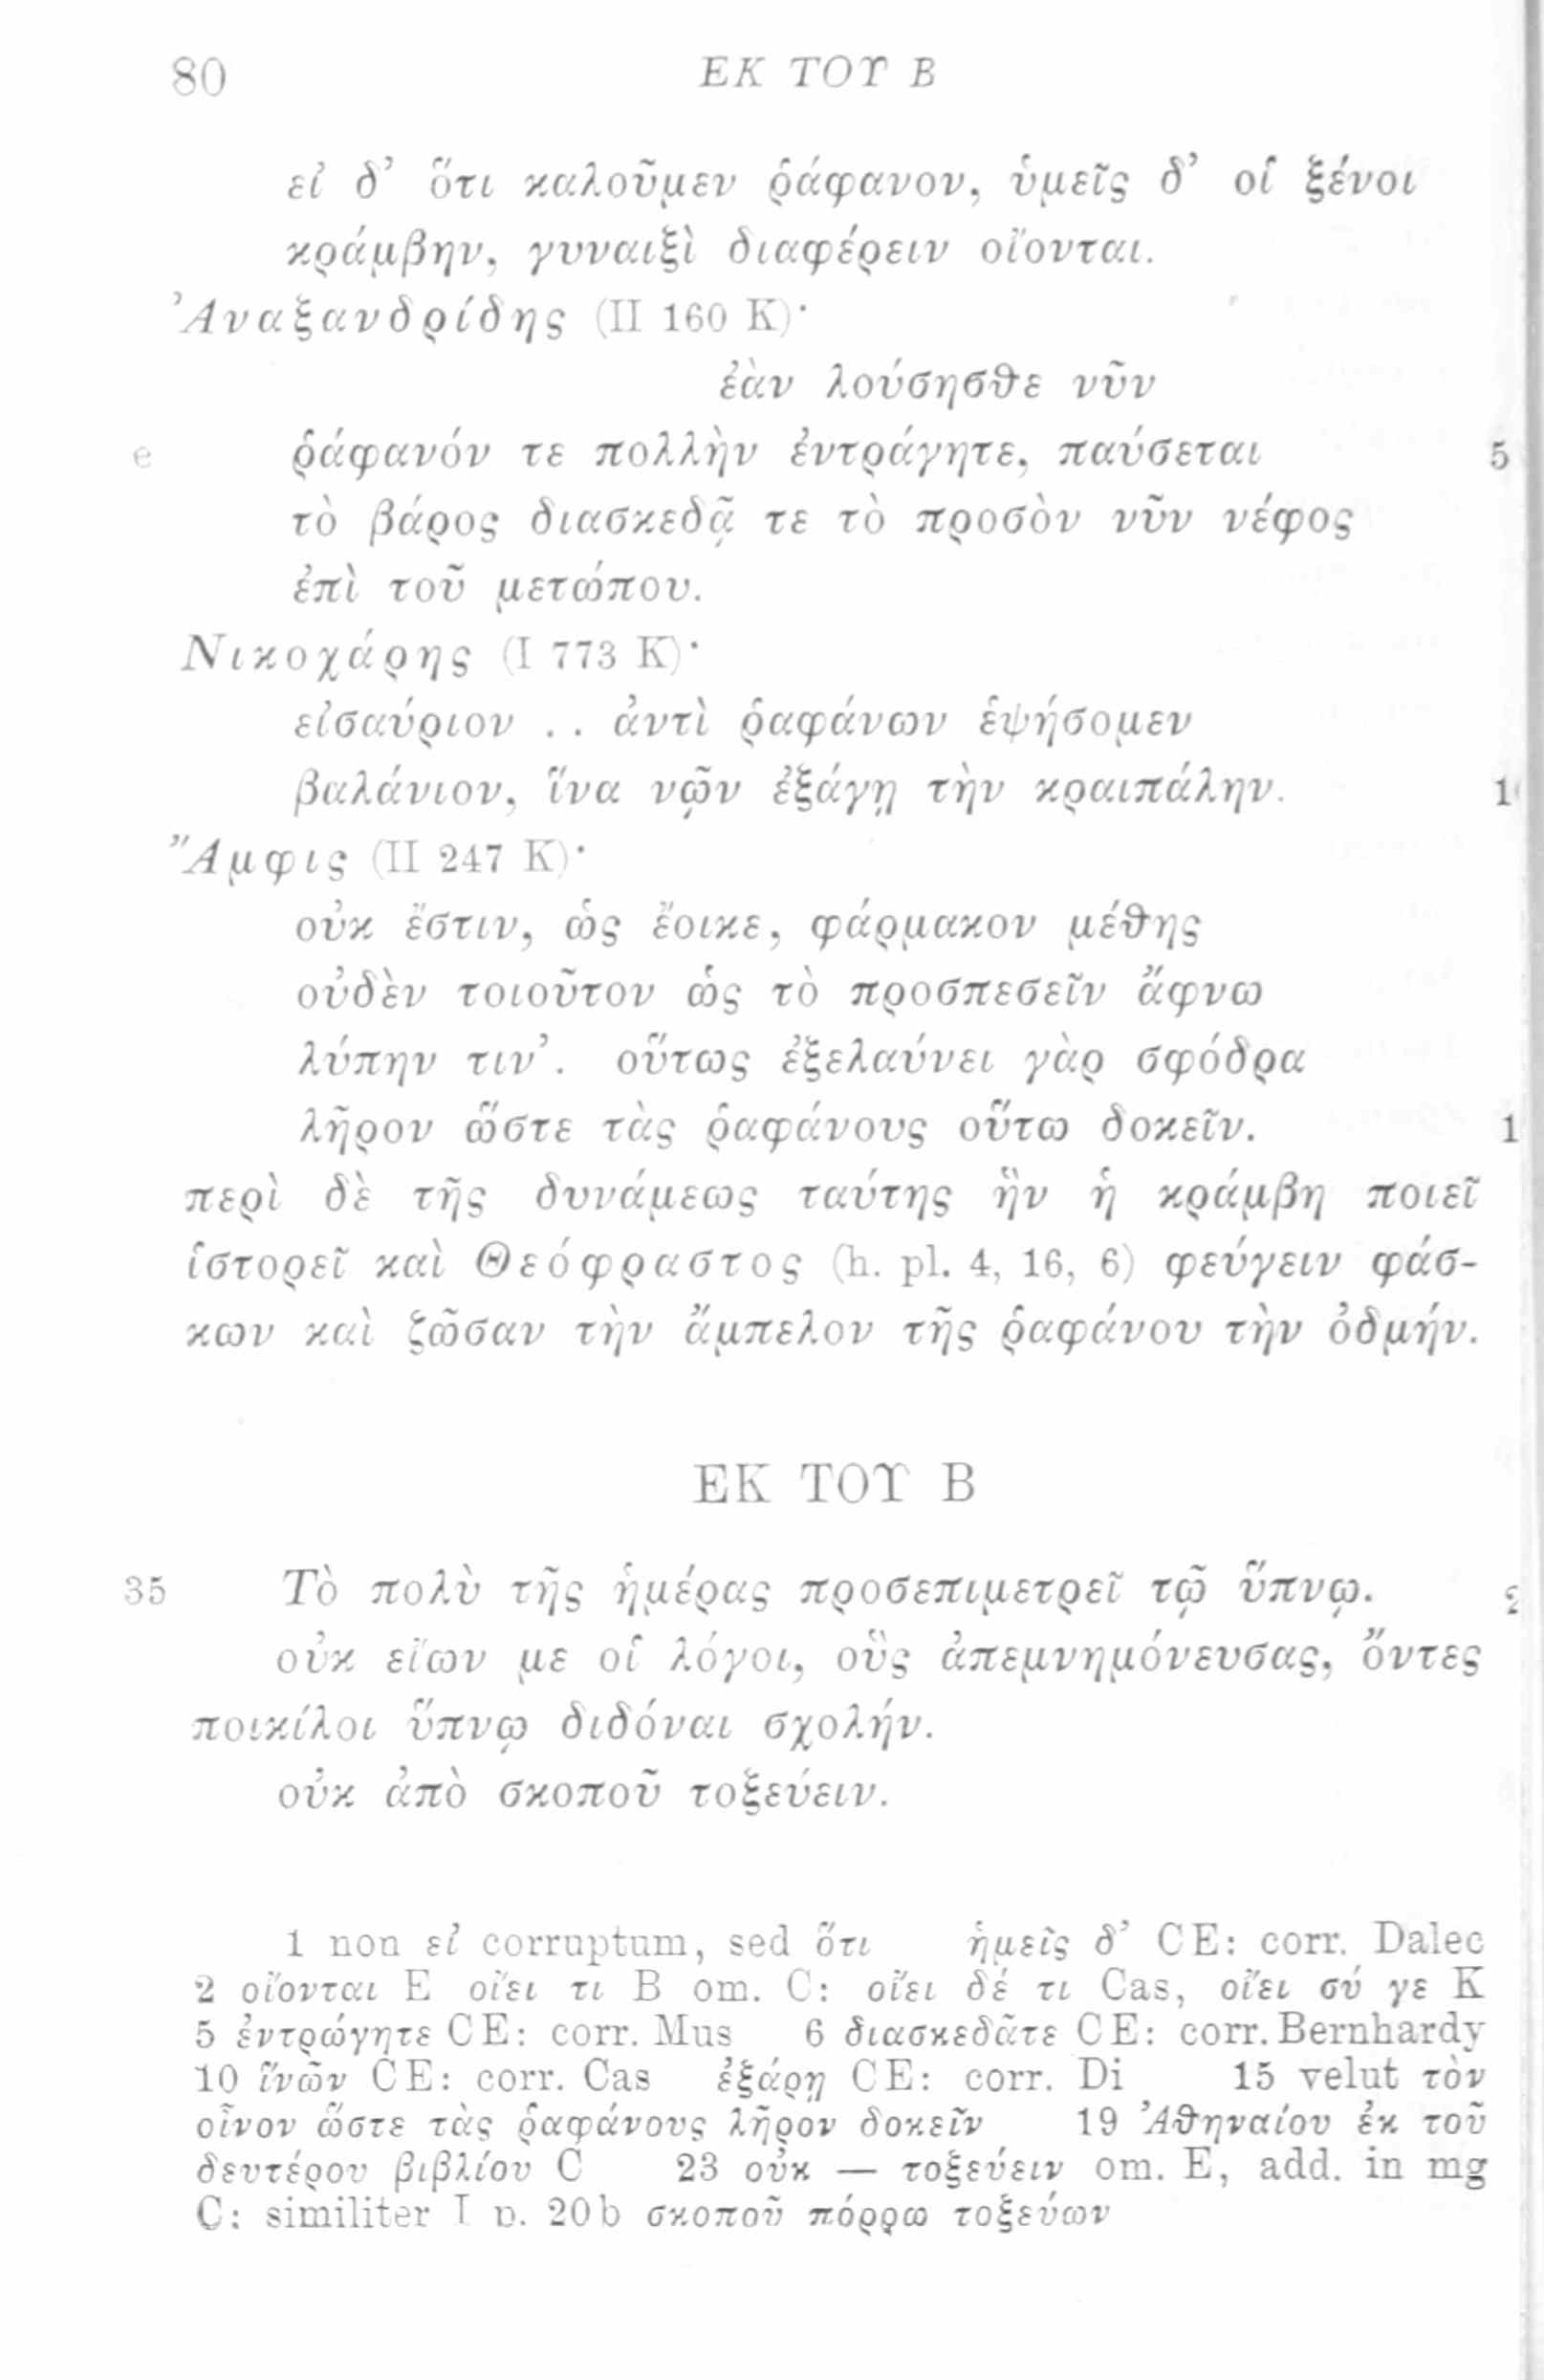 80 ΕΚ ΤΟΥ Β
εἰ δ’ ὅτι καλοῦμεν ῥάφανον, ὑμεῖς δ’ οἱ ξένοι
κράμβην, γυναιξὶ διαφέρειν οἴονται.
Ἀναξανδρίδης (II 160 K)·
ἐὰν λούσησθε νῦν
e ῥάφανόν τε πολλὴν ἐντράγητε, παύσεται 5
τὸ βάρος διασκεδᾷ τε τὸ προσὸν νῦν νέφος
ἐπὶ τοῦ μετώπου.
Νικοχάρης (I 773 K)·
εἰσαύριον . . ἀντὶ ῥαφάνων ἑψήσομεν
βαλάνιον, ἵνα νῷν ἐξάγῃ τὴν κραιπάλην. 1
Ἄμφις (II 247 K)·
οὐκ ἔστιν, ὡς ἔοικε, φάρμακον μέθης
οὐδὲν τοιοῦτον ὡς τὸ προσπεσεῖν ἄφνω
λύπην τιν’. οὕτως ἐξελαύνει γὰρ σφόδρα
λῆρον ὥστε τὰς ῥαφάνους οὕτω δοκεῖν. 1
περὶ δὲ τῆς δυνάμεως ταύτης ἣν ἡ κράμβη ποιεῖ
ἱστορεῖ καὶ Θεόφραστος (h. pl. 4, 16, 6) φεύγειν φάσ-
κων καὶ ζῶσαν τὴν ἄμπελον τῆς ῥαφάνου τὴν ὀδμήν.
ΕΚ ΤΟΥ Β
35 Τὸ πολὺ τῆς ἡμέρας προσεπιμετρεῖ τῷ ὕπνῳ.
οὐκ εἴων με οἱ λόγοι, οὓς ἀπεμνημόνευσας, ὄντες
ποικίλοι ὕπνῳ διδόναι σχολήν.
οὐκ ἀπὸ σκοποῦ τοξεύειν.
1 non εἰ corruptum, sed ὅτι ἡμεῖς δ’ CE: corr. Dalec
2 οἴονται E οἴει τι B om. C: οἴει δέ τι Cas, οἴει σύ γε K
5 ἐντρώγητε CE: corr. Mus 6 διασκεδᾶτε CE: corr. Bernhardy
10 ἵνῶν CE: corr. Cas ἐξάρῃ CE: corr. Di 15 velut τὸν
οἶνον ὥστε τὰς ῥαφάνους λῆρον δοκεῖν 19 Ἀθηναίου ἐκ τοῦ
δευτέρου βιβλίου C 23 οὐκ — τοξεύειν om. E, add. in mg
C: similiter I p. 20b σκοποῦ πόρρω τοξεύων